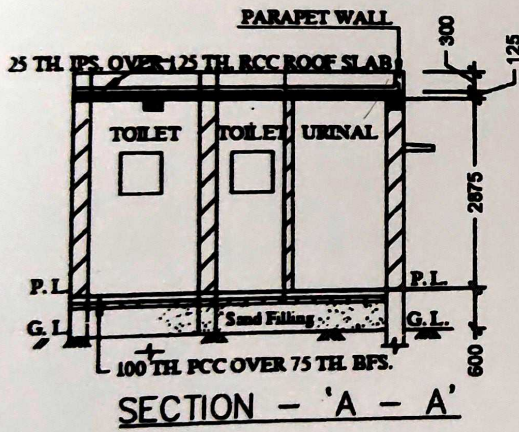 PARAPET WALL
25 TH. IPS. OVER 125 TH. RCC ROOF SLAB
300
125
TOILET
TOILET
URINAL
2875
P. L.
P. L.
G. L.
Sand Filling
G. L.
600
100 TH. PCC OVER 75 TH. BFS.
SECTION - 'A - A'